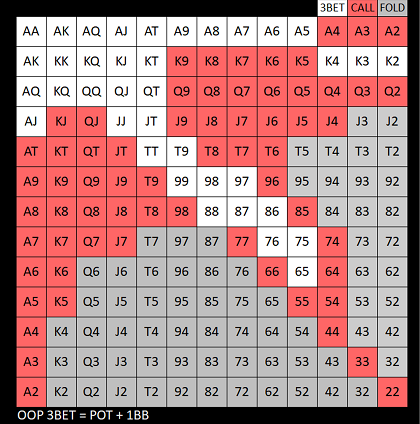 3BET CALL FOLD
AA AK AQ AJ AT A9 A8 A7 A6 A5 A4 A3 A2
AK KK KQ KJ KT K9 K8 K7 K6 K5 K4 K3 K2
AQ KQ QQ QJ QT Q9 Q8 Q7 Q6 Q5 Q4 Q3 Q2
AJ KJ QJ JJ JT J9 J8 J7 J6 J5 J4 J3 J2
AT KT QT JT TT T9 T8 T7 T6 T5 T4 T3 T2
A9 K9 Q9 J9 T9 99 98 97 96 95 94 93 92
A8 K8 Q8 J8 T8 98 88 87 86 85 84 83 82
A7 K7 Q7 J7 T7 97 87 77 76 75 74 73 72
A6 K6 Q6 J6 T6 96 86 76 66 65 64 63 62
A5 K5 Q5 J5 T5 95 85 75 65 55 54 53 52
A4 K4 Q4 J4 T4 94 84 74 64 54 44 43 42
A3 K3 Q3 J3 T3 93 83 73 63 53 43 33 32
A2 K2 Q2 J2 T2 92 82 72 62 52 42 32 22
OOP 3BET = POT + 1BB